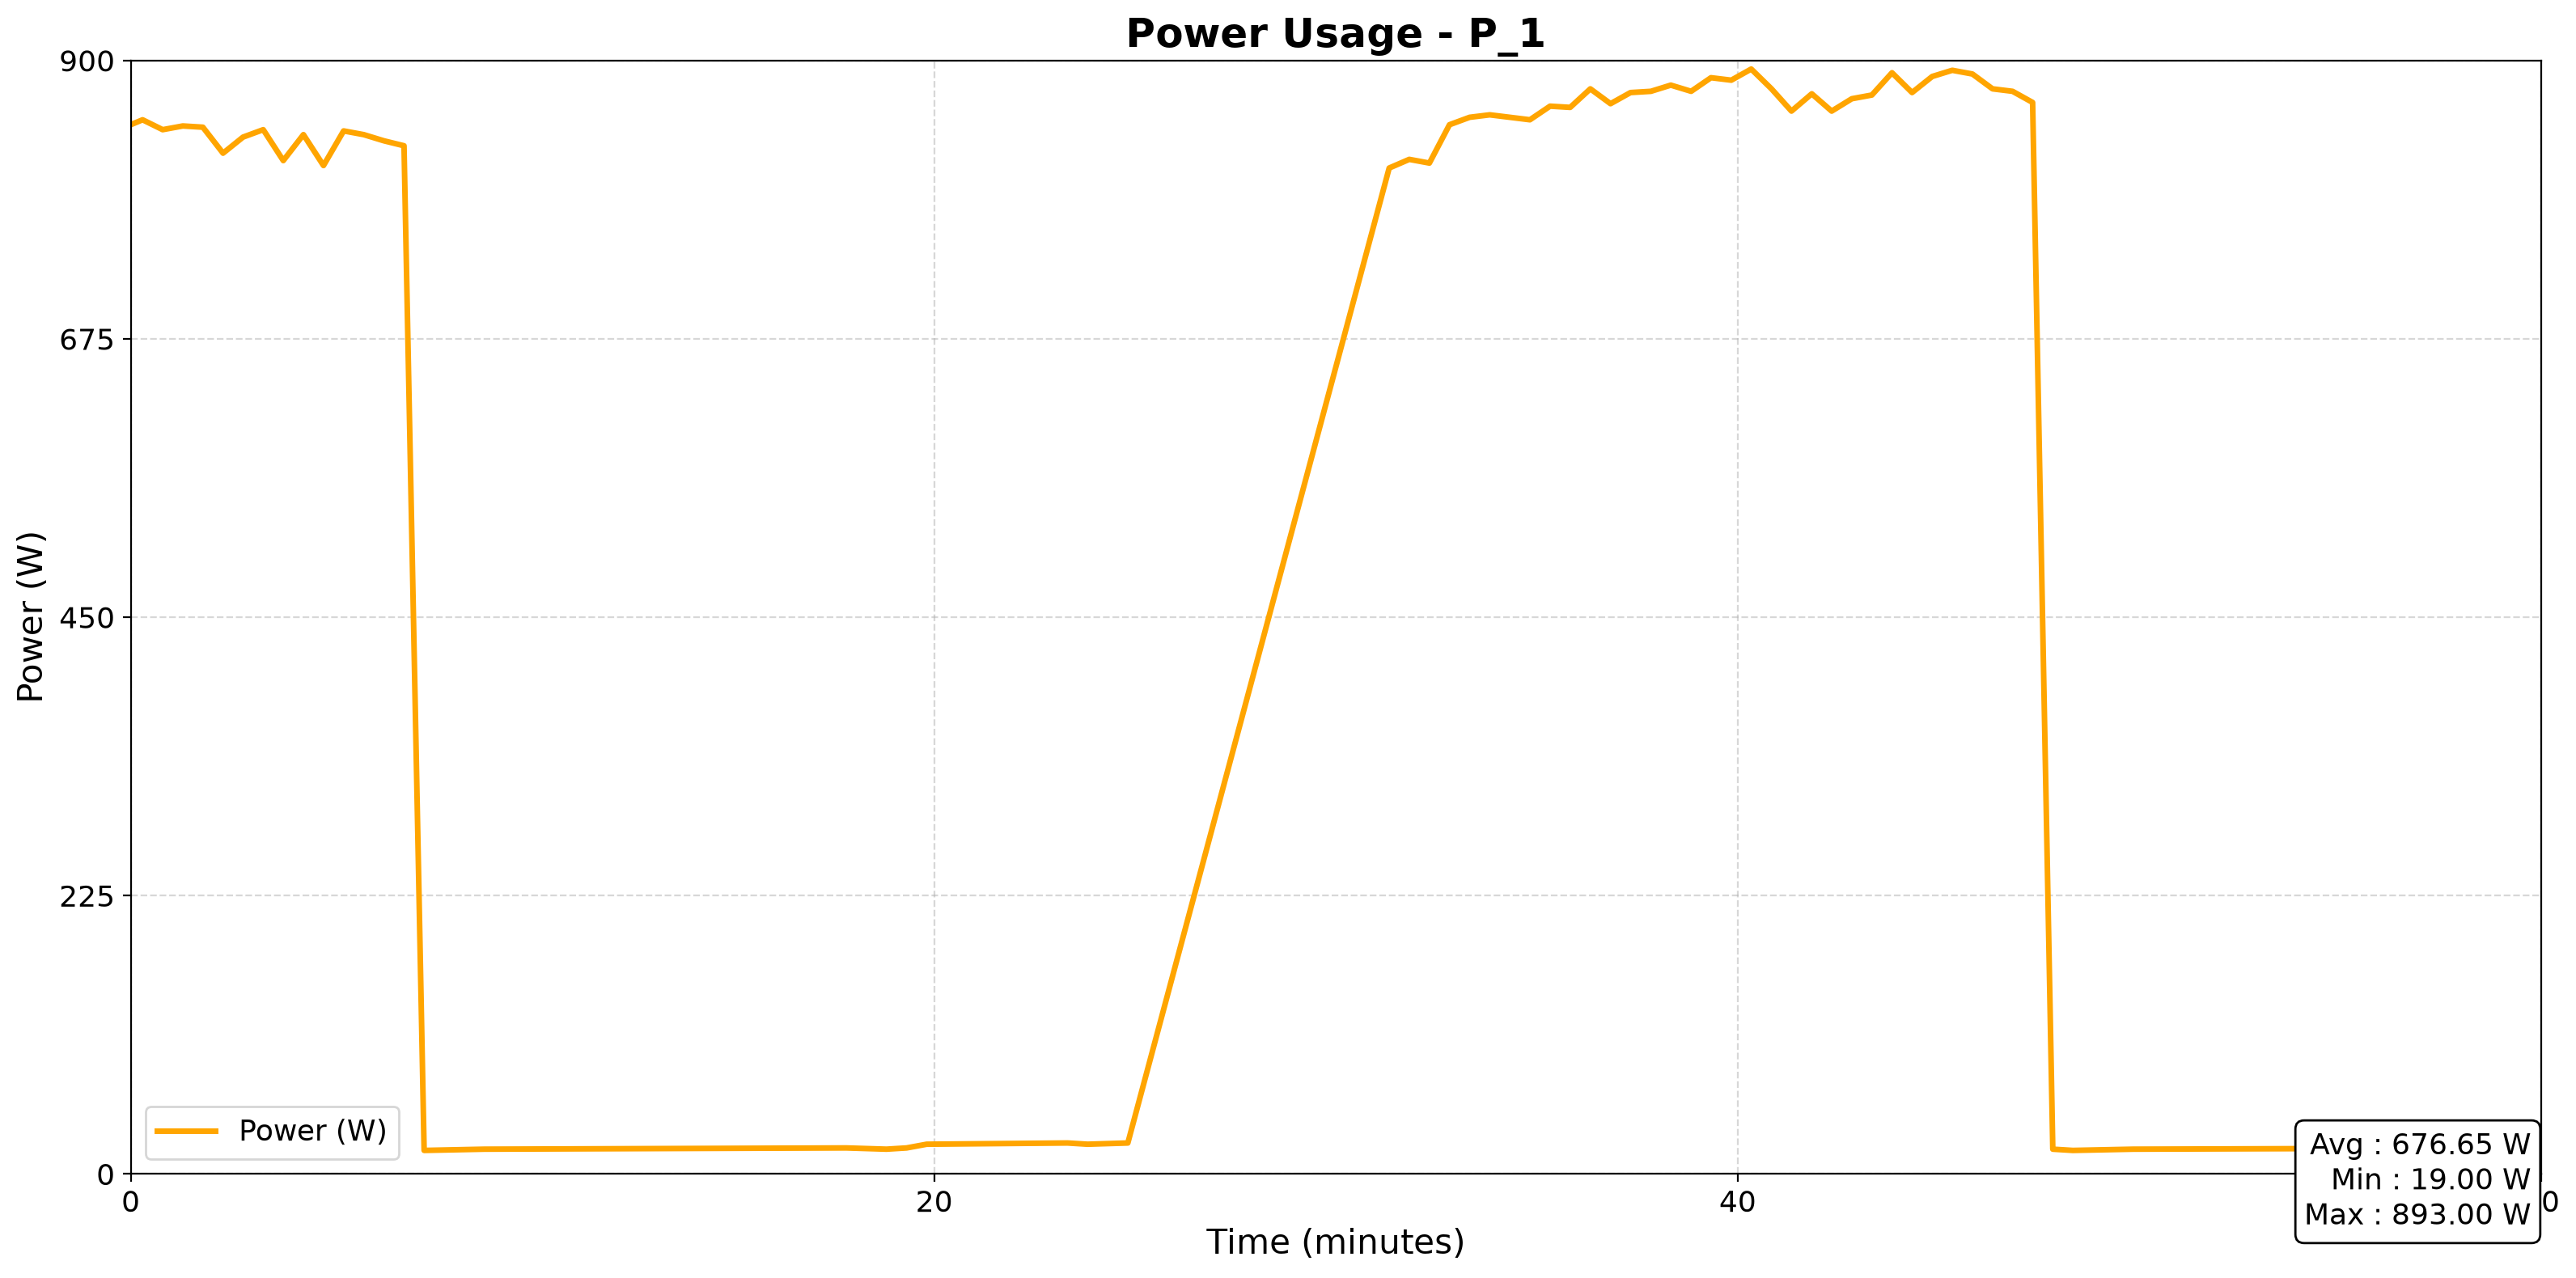 Power Usage - P_1
900
675
450
225
0
Power (W)
Power (W)
0
20
40
0
Time (minutes)
Avg : 676.65 W
Min : 19.00 W
Max : 893.00 W